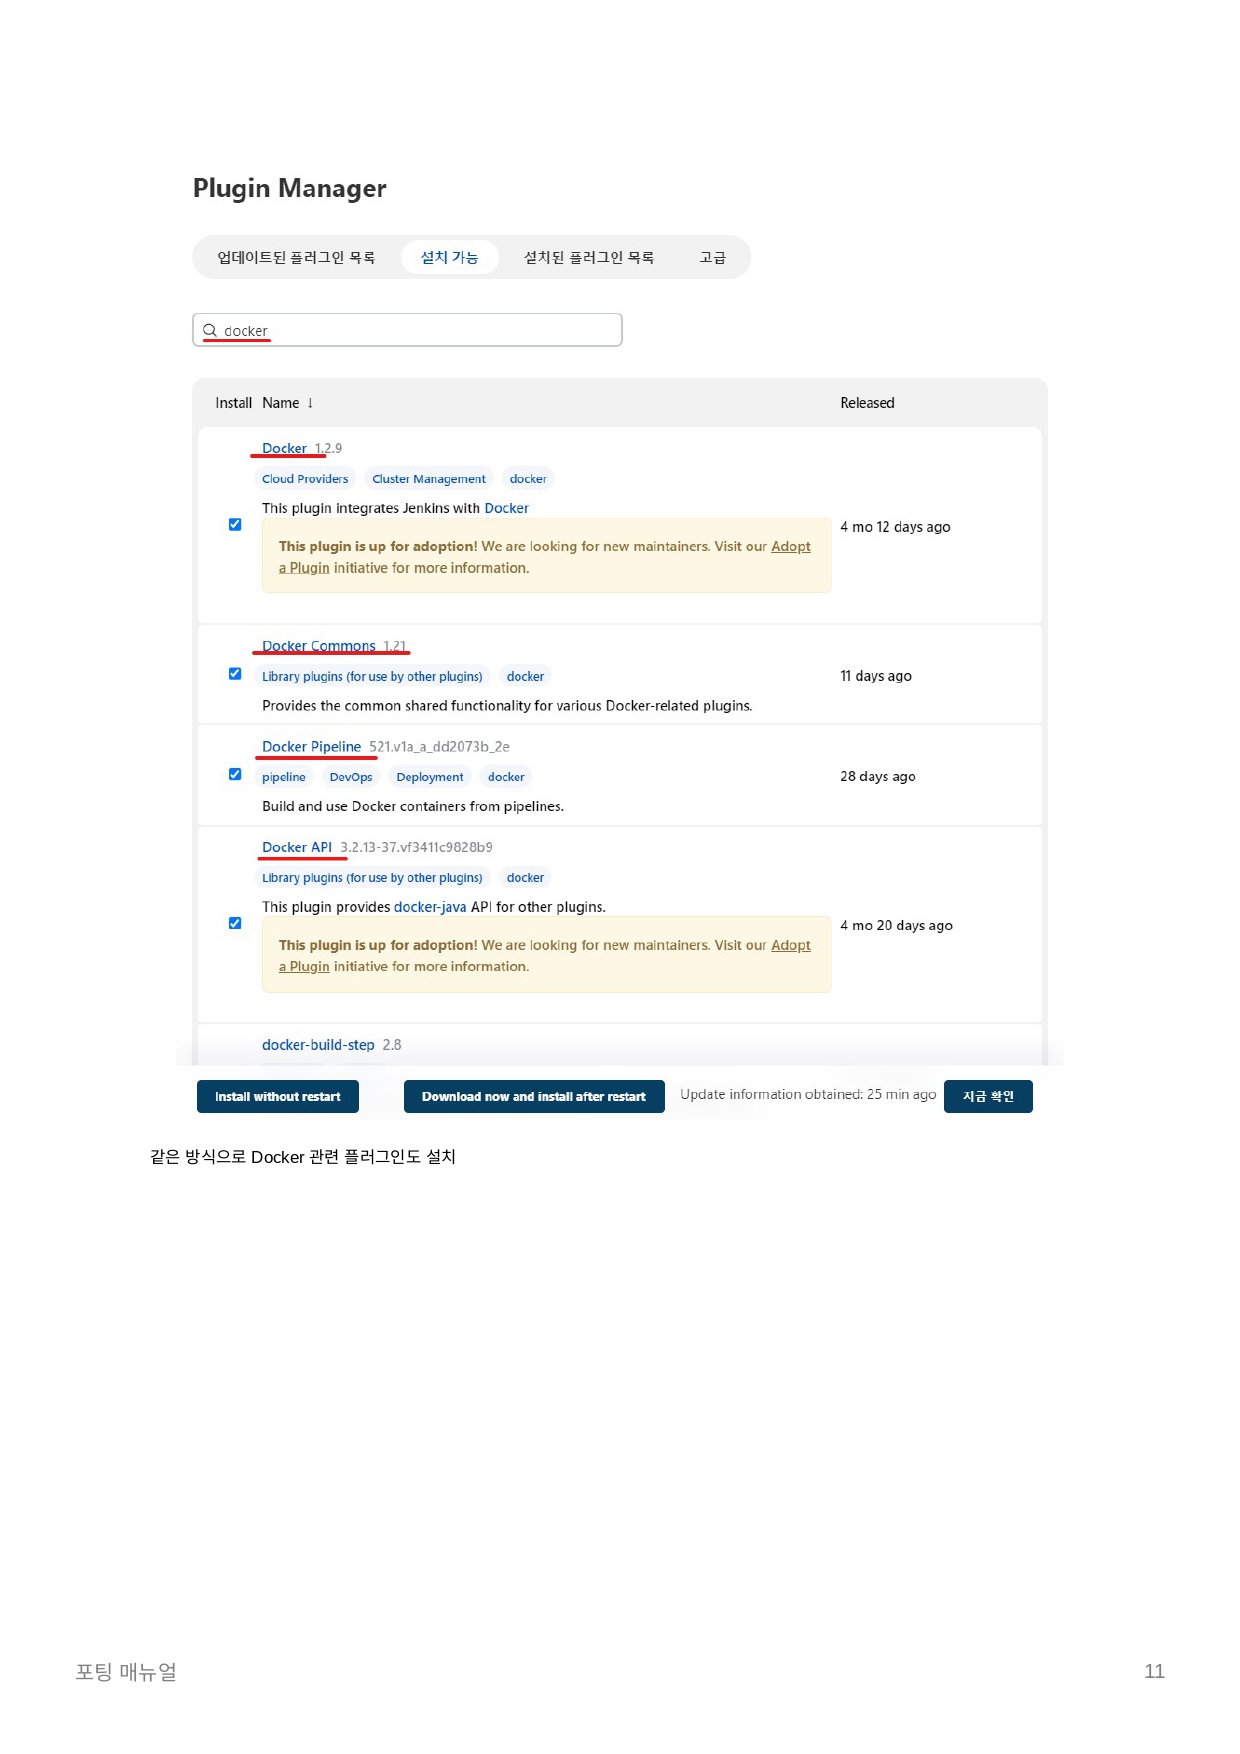 Plugin Manager
업데이트된 플러그인 목록 설치 가능 설치된 플러그인 목록 고급
docker
Install Name ↓ Released
Docker 1.2.9
Cloud Providers Cluster Management docker
This plugin integrates Jenkins with Docker
4 mo 12 days ago
This plugin is up for adoption! We are looking for new maintainers. Visit our Adopt
a Plugin initiative for more information.
Docker Commons 1.21
Library plugins (for use by other plugins) docker
11 days ago
Provides the common shared functionality for various Docker-related plugins.
Docker Pipeline 521.v1a_a_dd2073b_2e
pipeline DevOps Deployment docker
28 days ago
Build and use Docker containers from pipelines.
Docker API 3.2.13-37.vf3411c9828b9
Library plugins (for use by other plugins) docker
This plugin provides docker-java API for other plugins.
4 mo 20 days ago
This plugin is up for adoption! We are looking for new maintainers. Visit our Adopt
a Plugin initiative for more information.
docker-build-step 2.8
Install without restart Download now and install after restart Update information obtained: 25 min ago 지금 확인
같은 방식으로 Docker 관련 플러그인도 설치
포팅 매뉴얼 11